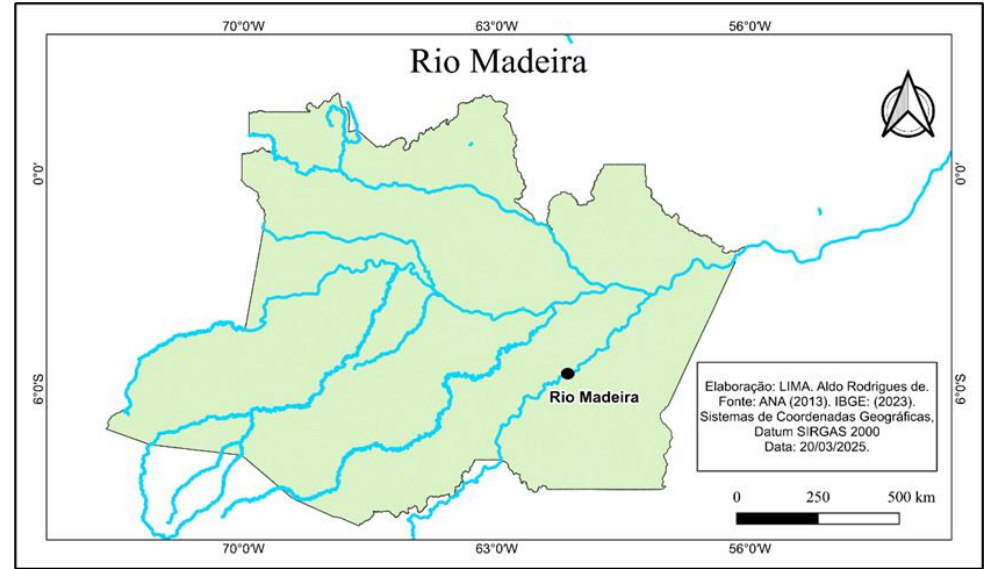 70°0'W 63°0'W 56°0'W
Rio Madeira
0°0' 0°0'
6°0'S 6°0'S
Rio Madeira
Elaboração: LIMA. Aldo Rodrigues de.
Fonte: ANA (2013). IBGE: (2023).
Sistemas de Coordenadas Geográficas,
Datum SIRGAS 2000
Data: 20/03/2025.
0 250 500 km
70°0'W 63°0'W 56°0'W